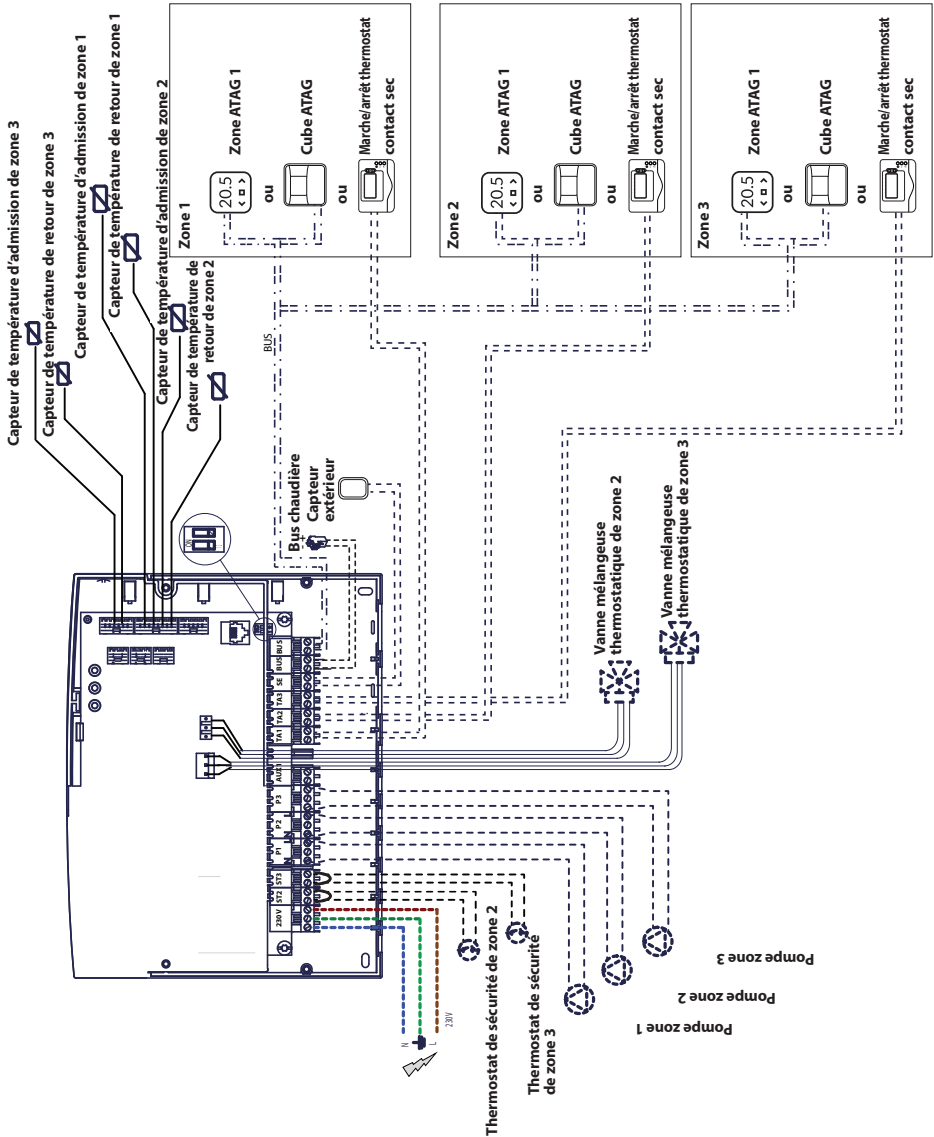 Capteur de température d'admission de zone 3
Capteur de température de retour de zone 3
Capteur de température d'admission de zone 1
Capteur de température de retour de zone 1
Capteur de température d'admission de zone 2
Capteur de température de
retour de zone2
Zone 1
20.5
Zone ATAG 1
ou
Cube ATAG
ou
Marche/arrêt thermostat
contact sec
Zone 2
20.5
Zone ATAG 1
ou
Cube ATAG
ou
Marche/arrêt thermostat
contact sec
Zone 3
20.5
Zone ATAG 1
ou
Cube ATAG
ou
Marche/arrêt thermostat
contact sec
BUS
ON
Bus chaudière
Capteur
extérieur
230 V
ST2
ST3
P1
P2
P3
AUX1
TA1
TA2
TA3
SE
BUS
BUS
Vanne mélangeuse
thermostatique de zone 2
Vanne mélangeuse
thermostatique de zone 3
N
L
230V
Thermostat de sécurité de zone 2
Thermostat de sécurité
de zone 3
Pompe zone 1
Pompe zone 2
Pompe zone 3